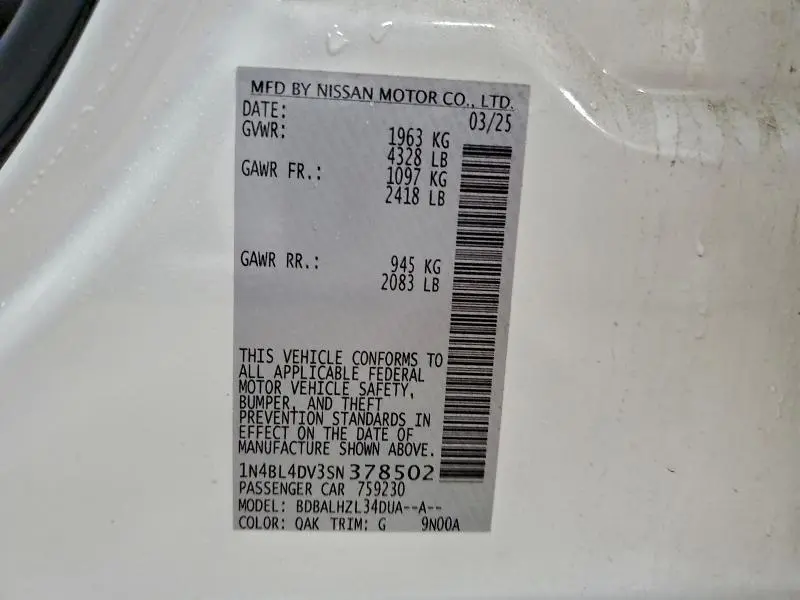 MFD BY NISSAN MOTOR CO., LTD.
DATE: 03/25
GVWR: 1963 KG
4328 LB
GAWR FR.: 1097 KG
2418 LB
GAWR RR.: 945 KG
2083 LB
THIS VEHICLE CONFORMS TO
ALL APPLICABLE FEDERAL
MOTOR VEHICLE SAFETY,
BUMPER, AND THEFT
PREVENTION STANDARDS IN
EFFECT ON THE DATE OF
MANUFACTURE SHOWN ABOVE.
1N4BL4DV3SN378502
PASSENGER CAR 759230
MODEL: BDBALHZL34DUA--A--
COLOR: QAK TRIM: G 9N00A